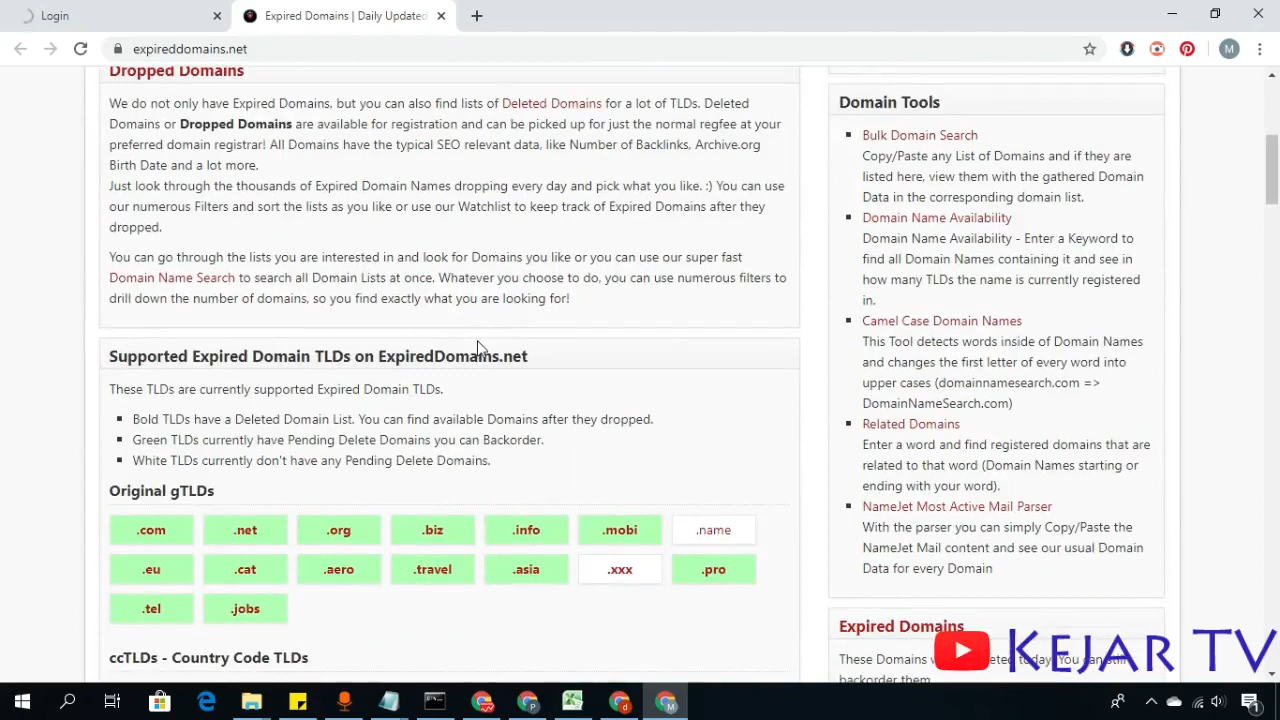 Login
Expired Domains | Daily Updated
expireddomains.net
M
Dropped Domains
We do not only have Expired Domains, but you can also find lists of Deleted Domains for a lot of TLDs. Deleted
Domains or Dropped Domains are available for registration and can be picked up for just the normal regfee at your
preferred domain registrar! All Domains have the typical SEO relevant data, like Number of Backlinks, Archive.org
Birth Date and a lot more.
Just look through the thousands of Expired Domain Names dropping every day and pick what you like. :) You can use
our numerous Filters and sort the lists as you like or use our Watchlist to keep track of Expired Domains after they
dropped.
You can go through the lists you are interested in and look for Domains you like or you can use our super fast
Domain Name Search to search all Domain Lists at once. Whatever you choose to do, you can use numerous filters to
drill down the number of domains, so you find exactly what you are looking for!
Supported Expired Domain TLDs on ExpiredDomains.net
These TLDs are currently supported Expired Domain TLDs.
Bold TLDs have a Deleted Domain List. You can find available Domains after they dropped.
Green TLDs currently have Pending Delete Domains you can Backorder.
White TLDs currently don't have any Pending Delete Domains.
Original gTLDs
.com .net .org .biz .info .mobi .name
.eu .cat .aero .travel .asia .xxx .pro
.tel .jobs
ccTLDs - Country Code TLDs
Domain Tools
Bulk Domain Search
Copy/Paste any List of Domains and if they are
listed here, view them with the gathered Domain
Data in the corresponding domain list.
Domain Name Availability
Domain Name Availability - Enter a Keyword to
find all Domain Names containing it and see in
how many TLDs the name is currently registered
in.
Camel Case Domain Names
This Tool detects words inside of Domain Names
and changes the first letter of every word into
upper cases (domainnamesearch.com =>
DomainNameSearch.com)
Related Domains
Enter a word and find registered domains that are
related to that word (Domain Names starting or
ending with your word).
NameJet Most Active Mail Parser
With the parser you can simply Copy/Paste the
NameJet Mail content and see our usual Domain
Data for every Domain
Expired Domains
These Domains
today. You can still
backorder them
KEJAR TV